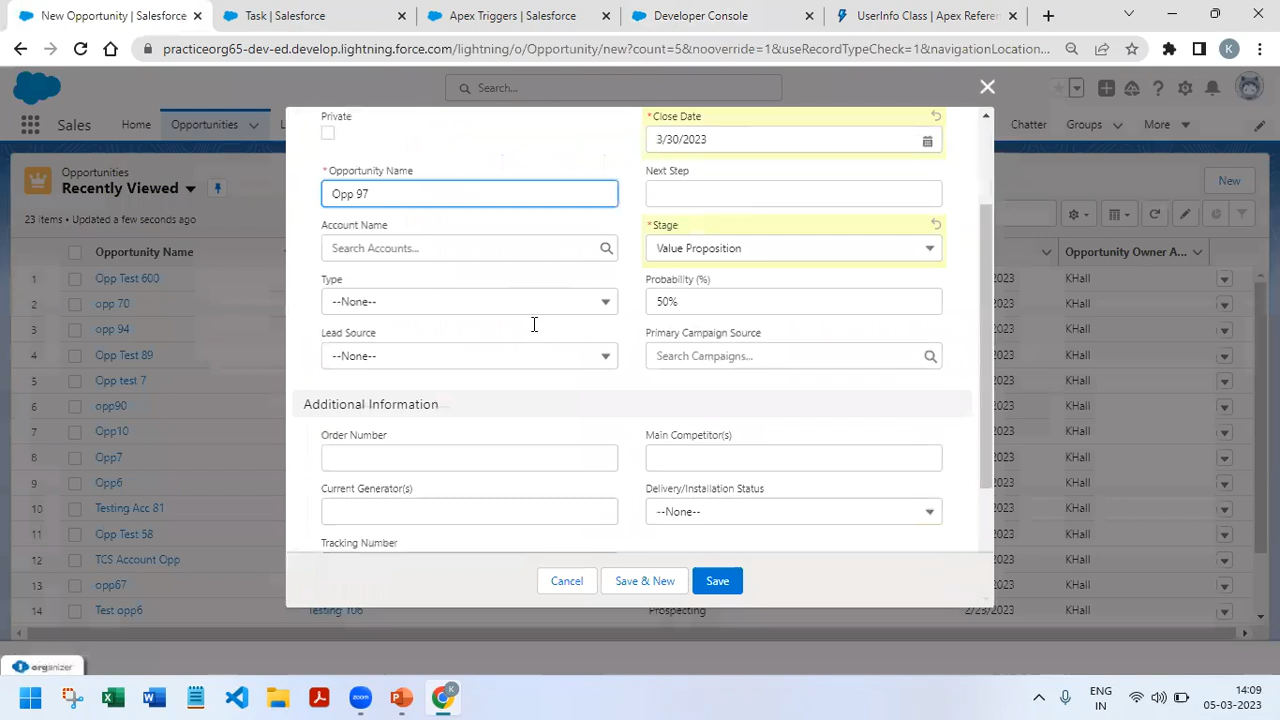 New Opportunity | Salesforce
Task | Salesforce
Apex Triggers | Salesforce
Developer Console
UserInfo Class | Apex Refere
practiceorg65-dev-ed.develop.lightning.force.com/lightning/o/Opportunity/new?count=5&nooverride=1&useRecordTypeCheck=1&navigationLocation...
K
Search...
Sales
Home
Opportunities
Chatter
Groups
More
Opportunities
Recently Viewed
New
23 items • Updated a few seconds ago
Opportunity Name
Opportunity Owner A...
1 Opp Test 600 KHall
2 opp 70 KHall
3 opp 94 KHall
4 Opp Test 89 KHall
5 Opp test 7 KHall
6 opp90 KHall
7 Opp10 KHall
8 Opp7 KHall
9 Opp6 KHall
10 Testing Acc 81 KHall
11 Opp Test 58 KHall
12 TCS Account Opp KHall
13 opp67 KHall
14 Test opp6 Testing 106 Prospecting 2/23/2023 KHall
Private
*Close Date
3/30/2023
*Opportunity Name
Opp 97
Next Step
Account Name
Search Accounts...
*Stage
Value Proposition
Type
--None--
Probability (%)
50%
Lead Source
--None--
Primary Campaign Source
Search Campaigns...
Additional Information
Order Number
Main Competitor(s)
Current Generator(s)
Delivery/Installation Status
--None--
Tracking Number
Cancel
Save & New
Save
organizer
zoom
K
ENG
IN
14:09
05-03-2023